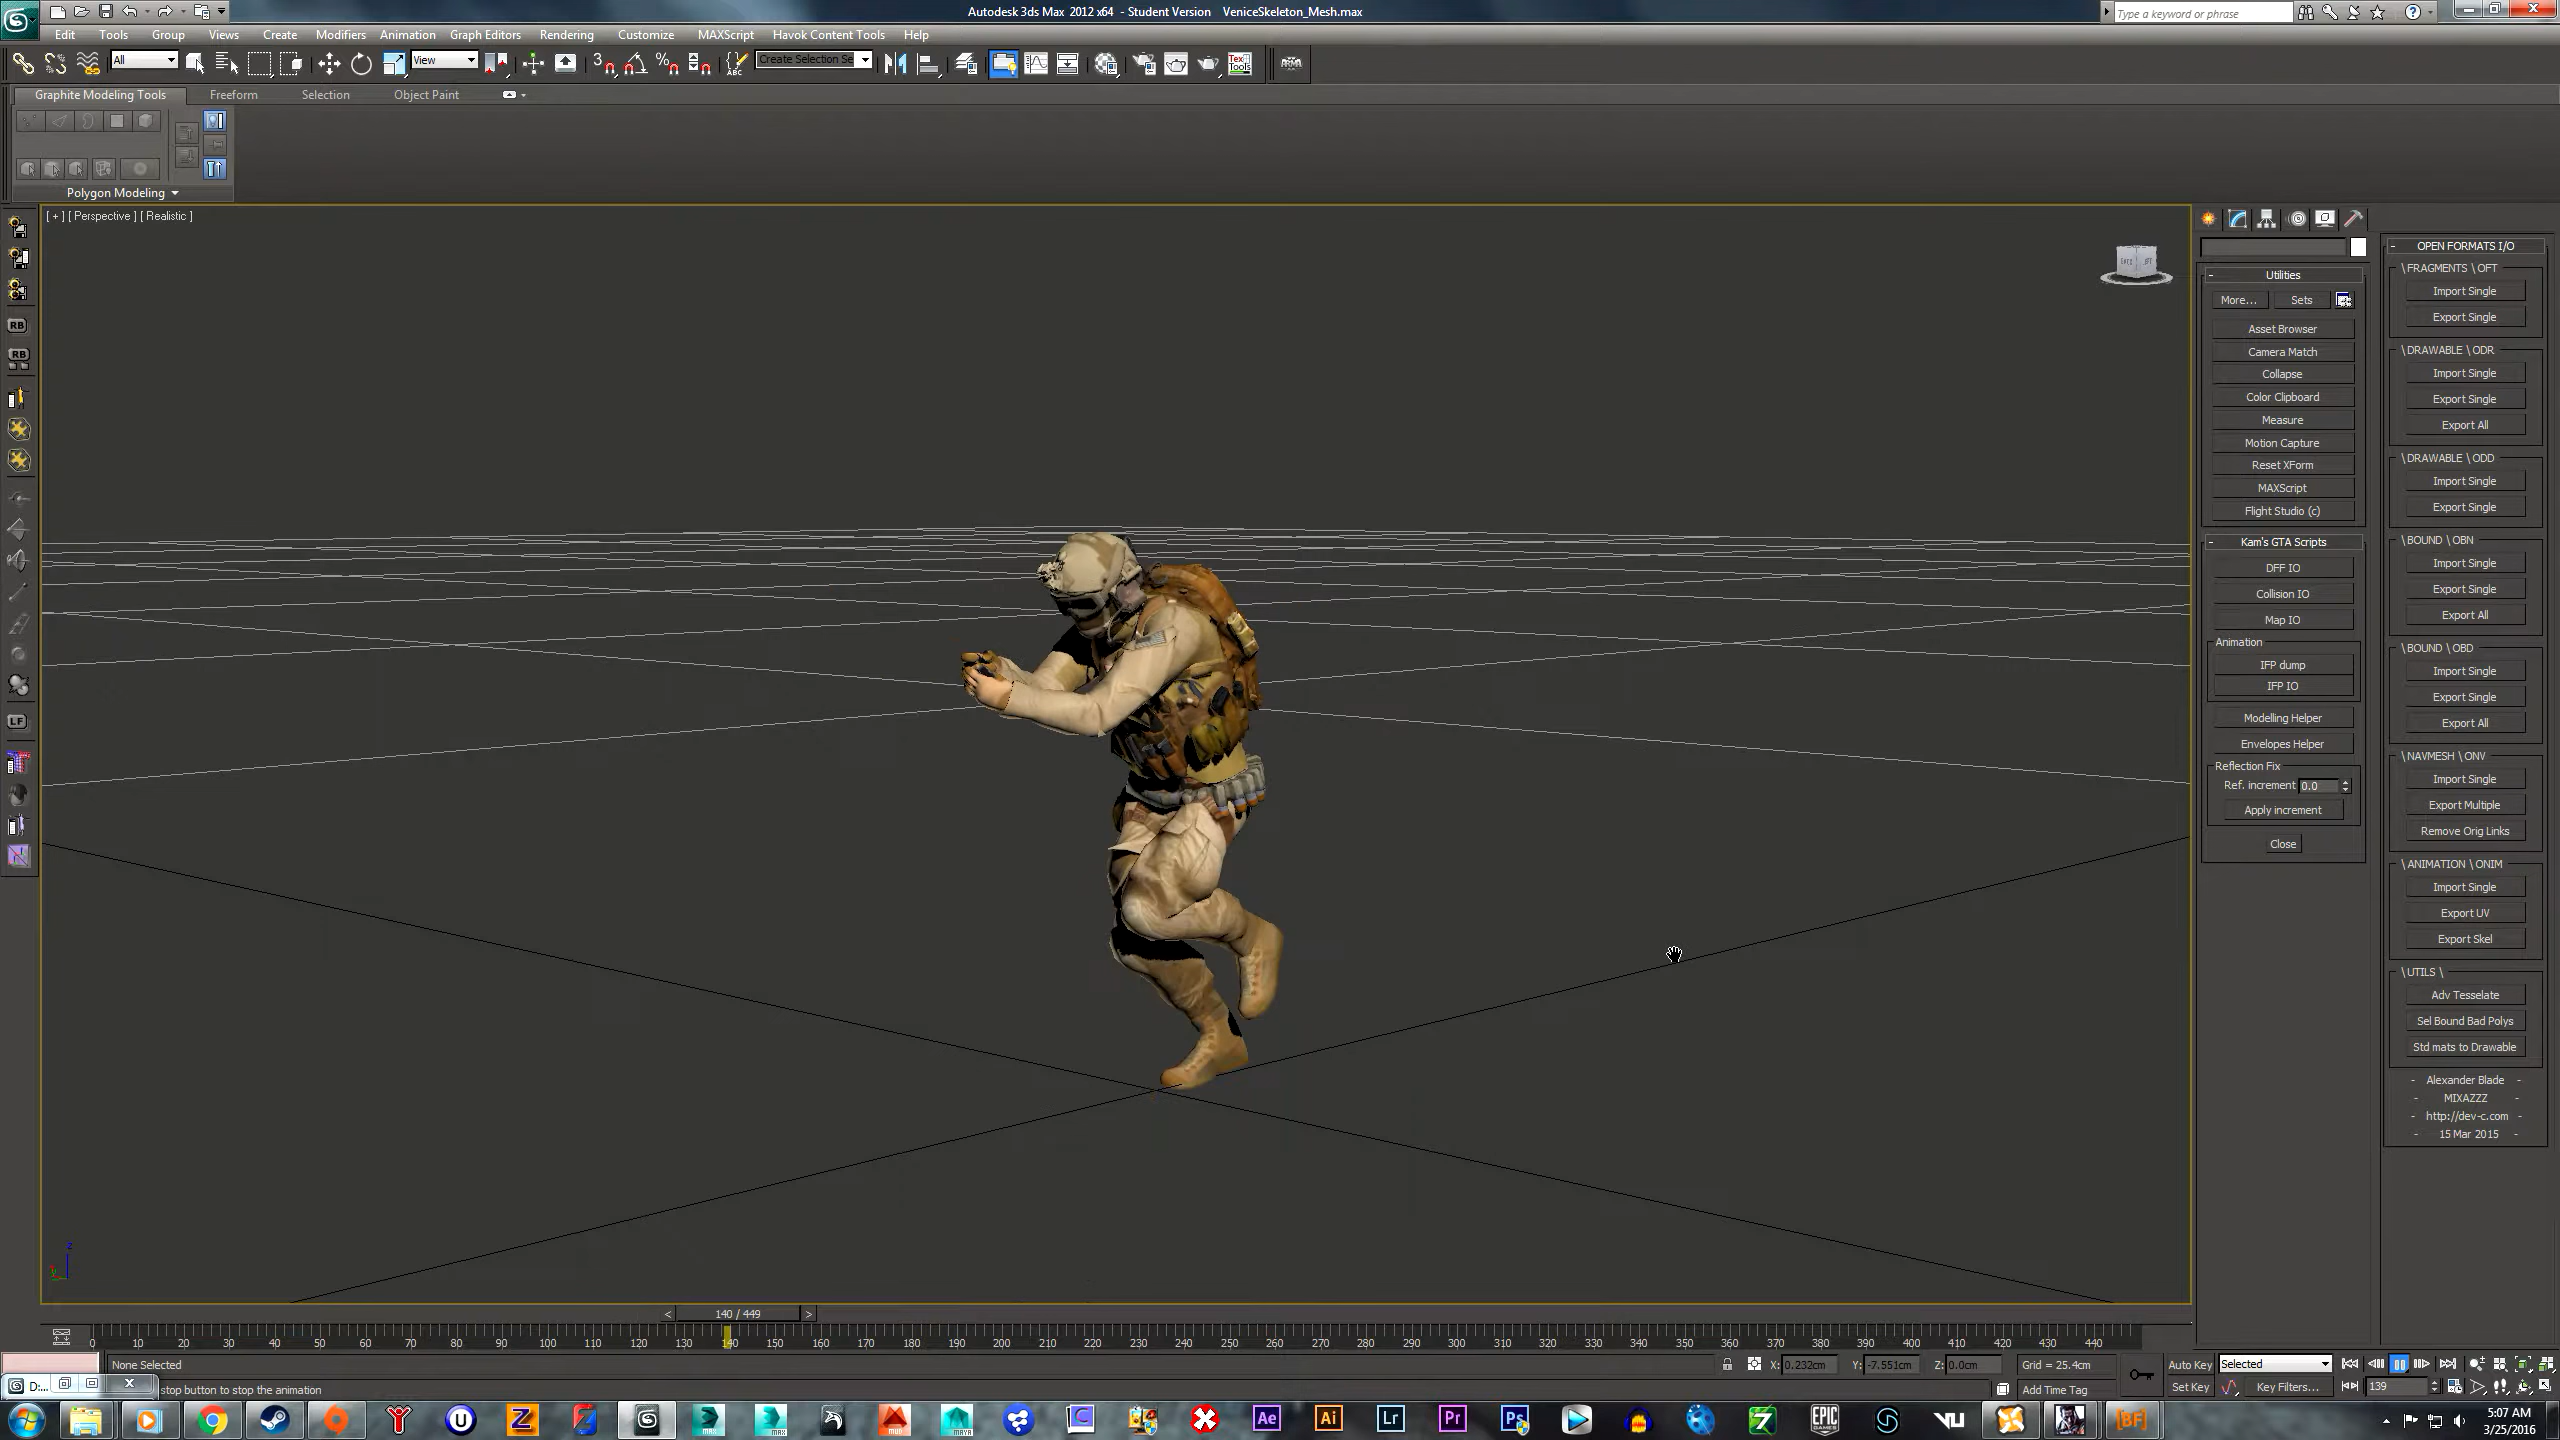 Autodesk 3ds Max 2012 x64 - Student Version VeniceSkeleton_Mesh.max
Type a keyword or phrase
Edit Tools Group Views Create Modifiers Animation Graph Editors Rendering Customize MAXScript Havok Content Tools Help
All View Create Selection Se
Graphite Modeling Tools Freeform Selection Object Paint
Polygon Modeling
[ + ] [ Perspective ] [ Realistic ]
RB
RB
LF
Utilities
More... Sets
Asset Browser
Camera Match
Collapse
Color Clipboard
Measure
Motion Capture
Reset XForm
MAXScript
Flight Studio (c)
Kam's GTA Scripts
DFF IO
Collision IO
Map IO
Animation
IFP dump
IFP IO
Modelling Helper
Envelopes Helper
Reflection Fix
Ref. increment 0.0
Apply increment
Close
OPEN FORMATS I/O
\FRAGMENTS \OFT
Import Single
Export Single
\DRAWABLE \ODR
Import Single
Export Single
Export All
\DRAWABLE \ODD
Import Single
Export Single
\BOUND \OBN
Import Single
Export Single
Export All
\BOUND \OBD
Import Single
Export Single
Export All
\NAVMESH \ONV
Import Single
Export Multiple
Remove Orig Links
\ANIMATION \ONIM
Import Single
Export UV
Export Skel
\UTILS \
Adv Tesselate
Sel Bound Bad Polys
Std mats to Drawable
- Alexander Blade -
- MIXAZZZ -
- http://dev-c.com -
- 15 Mar 2015 -
z
< 140 / 449 >
0 10 20 30 40 50 60 70 80 90 100 110 120 130 140 150 160 170 180 190 200 210 220 230 240 250 260 270 280 290 300 310 320 330 340 350 360 370 380 390 400 410 420 430 440
None Selected X: 0.232cm Y: -7.551cm Z: 0.0cm Grid = 25.4cm Auto Key Selected
D:... stop button to stop the animation Add Time Tag Set Key Key Filters... 139
Ae Ai Lr Pr Ps EPIC GAMES VU [BF]
5:07 AM
3/25/2016